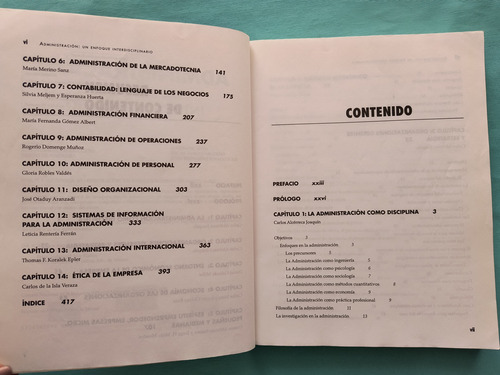 vi ADMINISTRACIÓN: UN ENFOQUE INTERDISCIPLINARIO
CAPÍTULO 6: ADMINISTRACIÓN DE LA MERCADOTECNIA 141
María Merino Sanz
CAPÍTULO 7: CONTABILIDAD: LENGUAJE DE LOS NEGOCIOS 175
Silvia Meljem y Esperanza Huerta
CAPÍTULO 8: ADMINISTRACIÓN FINANCIERA 207
María Fernanda Gómez Albert
CAPÍTULO 9: ADMINISTRACIÓN DE OPERACIONES 237
Rogerio Domenge Muñoz
CAPÍTULO 10: ADMINISTRACIÓN DE PERSONAL 277
Gloria Robles Valdés
CAPÍTULO 11: DISEÑO ORGANIZACIONAL 303
José Otaduy Aranzadi
CAPÍTULO 12: SISTEMAS DE INFORMACIÓN
PARA LA ADMINISTRACIÓN 333
Leticia Rentería Ferrán
CAPÍTULO 13: ADMINISTRACIÓN INTERNACIONAL 363
Thomas F. Koralek Epler
CAPÍTULO 14: ÉTICA DE LA EMPRESA 393
Carlos de la Isla Veraza
ÍNDICE 417
CONTENIDO
PREFACIO xxiii
PRÓLOGO xxvi
CAPÍTULO 1: LA ADMINISTRACIÓN COMO DISCIPLINA 3
Carlos Alcérreca Joaquín
Objetivos 3
Enfoques en la administración 5
Los precursores 5
La Administración como ingeniería 5
La Administración como psicología 6
La Administración como sociología 7
La Administración como métodos cuantitativos 8
La Administración como economía 9
La Administración como práctica profesional 9
Filosofía de la administración 11
La investigación en la administración 13
vii